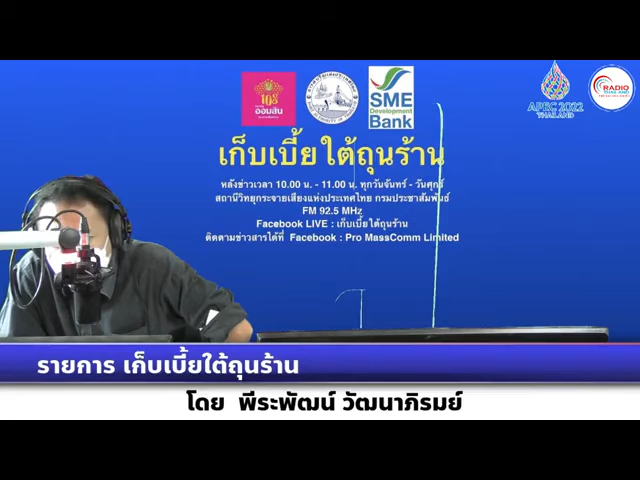 108
ออมสิน
SME
Development
Bank
APEC 2022
THAILAND
RADIO
THAILAND
เก็บเบี้ยใต้ถุนร้าน
หลังข่าวเวลา 10.00 น. - 11.00 น. ทุกวันจันทร์ - วันศุกร์
สถานีวิทยุกระจายเสียงแห่งประเทศไทย กรมประชาสัมพันธ์
FM 92.5 MHz
Facebook LIVE : เก็บเบี้ยใต้ถุนร้าน
ติดตามข่าวสารได้ที่ Facebook : Pro MassComm Limited
รายการ เก็บเบี้ยใต้ถุนร้าน
โดย พีระพัฒน์ วัฒนาภิรมย์